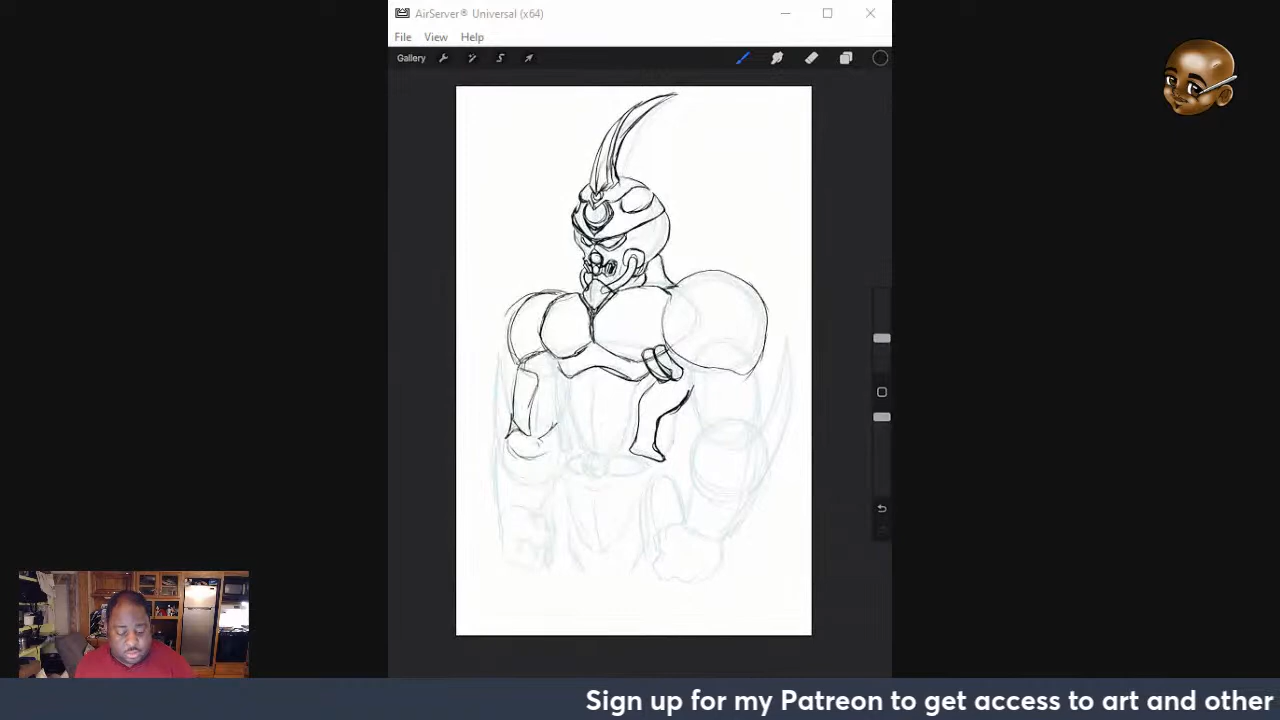 AirServer® Universal (x64)
File View Help
Gallery
Sign up for my Patreon to get access to art and other